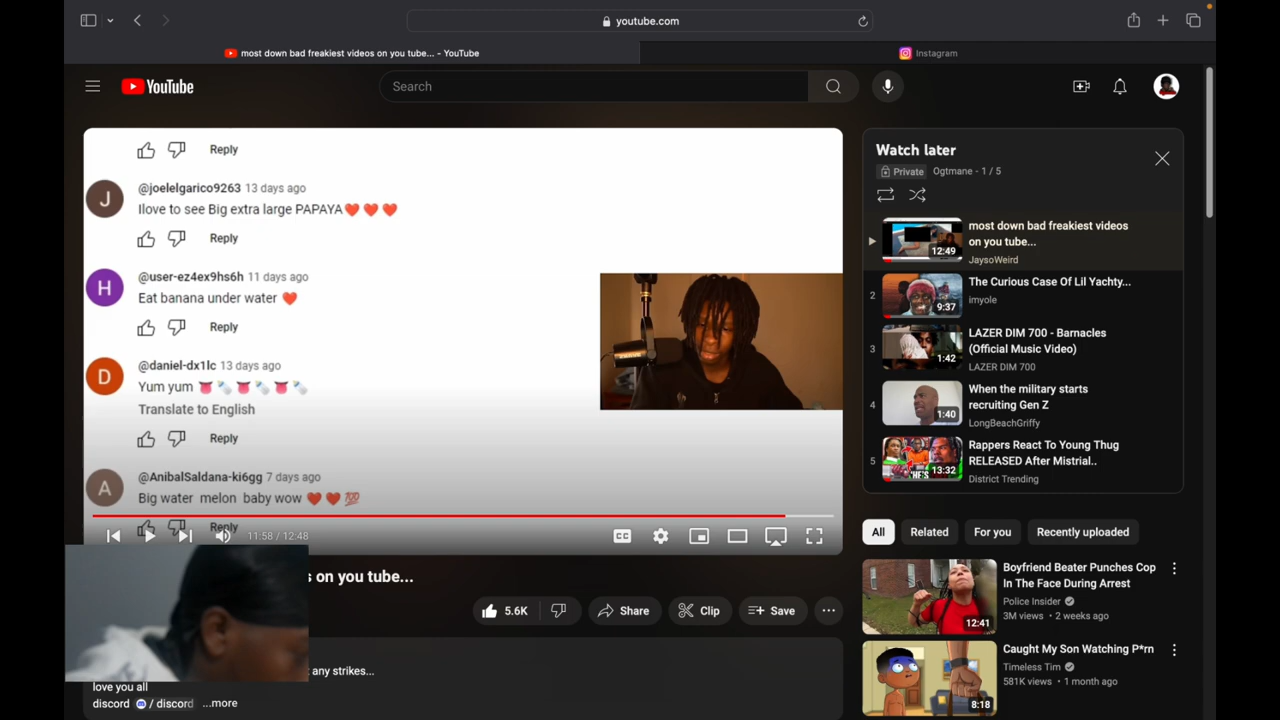 youtube.com
most down bad freakiest videos on you tube... - YouTube
Instagram
YouTube
Search
Reply
@joelelgarico9263 13 days ago
Ilove to see Big extra large PAPAYA❤️❤️❤️
Reply
@user-ez4ex9hs6h 11 days ago
Eat banana under water ❤️
Reply
@daniel-dx1lc 13 days ago
Yum yum 👅🍼👅🍼👅🍼
Translate to English
Reply
@AnibalSaldana-ki6gg 7 days ago
Big water melon baby wow ❤️❤️💯
Reply
J
H
D
A
11:58 / 12:48
CC
s on you tube...
5.6K
Share
Clip
Save
any strikes...
love you all
discord / discord ...more
Watch later
Private Ogtmane - 1 / 5
12:49
most down bad freakiest videos
on you tube...
JaysoWeird
2
9:37
The Curious Case Of Lil Yachty...
imyole
3
1:42
LAZER DIM 700 - Barnacles
(Official Music Video)
LAZER DIM 700
4
1:40
When the military starts
recruiting Gen Z
LongBeachGriffy
5
13:32
Rappers React To Young Thug
RELEASED After Mistrial..
District Trending
All
Related
For you
Recently uploaded
12:41
Boyfriend Beater Punches Cop
In The Face During Arrest
Police Insider
3M views • 2 weeks ago
8:18
Caught My Son Watching P*rn
Timeless Tim
581K views • 1 month ago